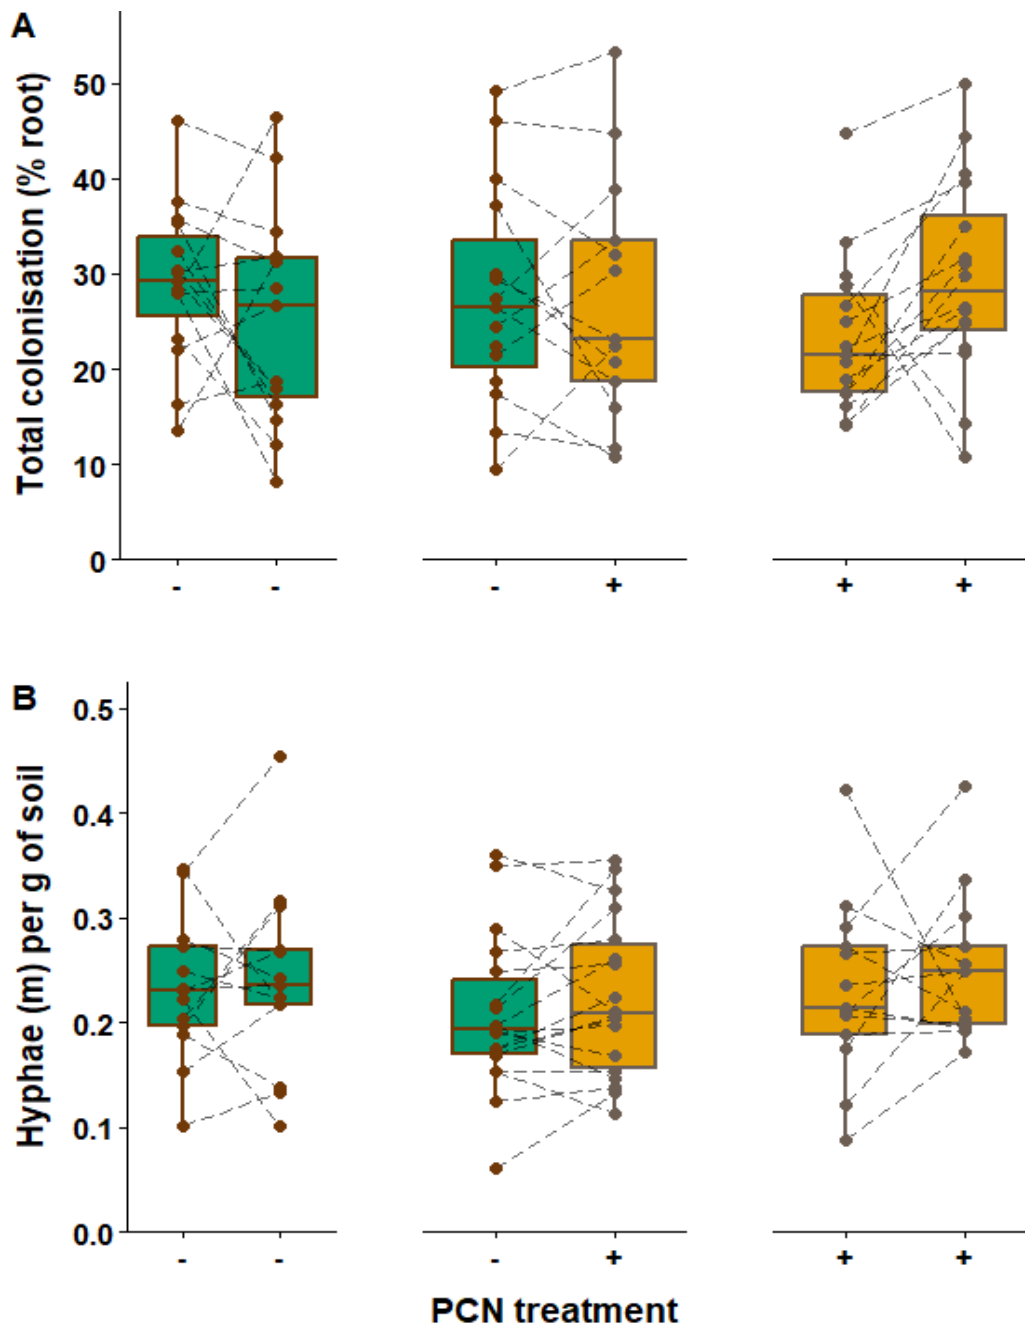 A
Total colonisation (% root)
50
40
30
20
10
0
- - - + + +
B
Hyphae (m) per g of soil
0.5
0.4
0.3
0.2
0.1
0.0
- - - + + +
PCN treatment